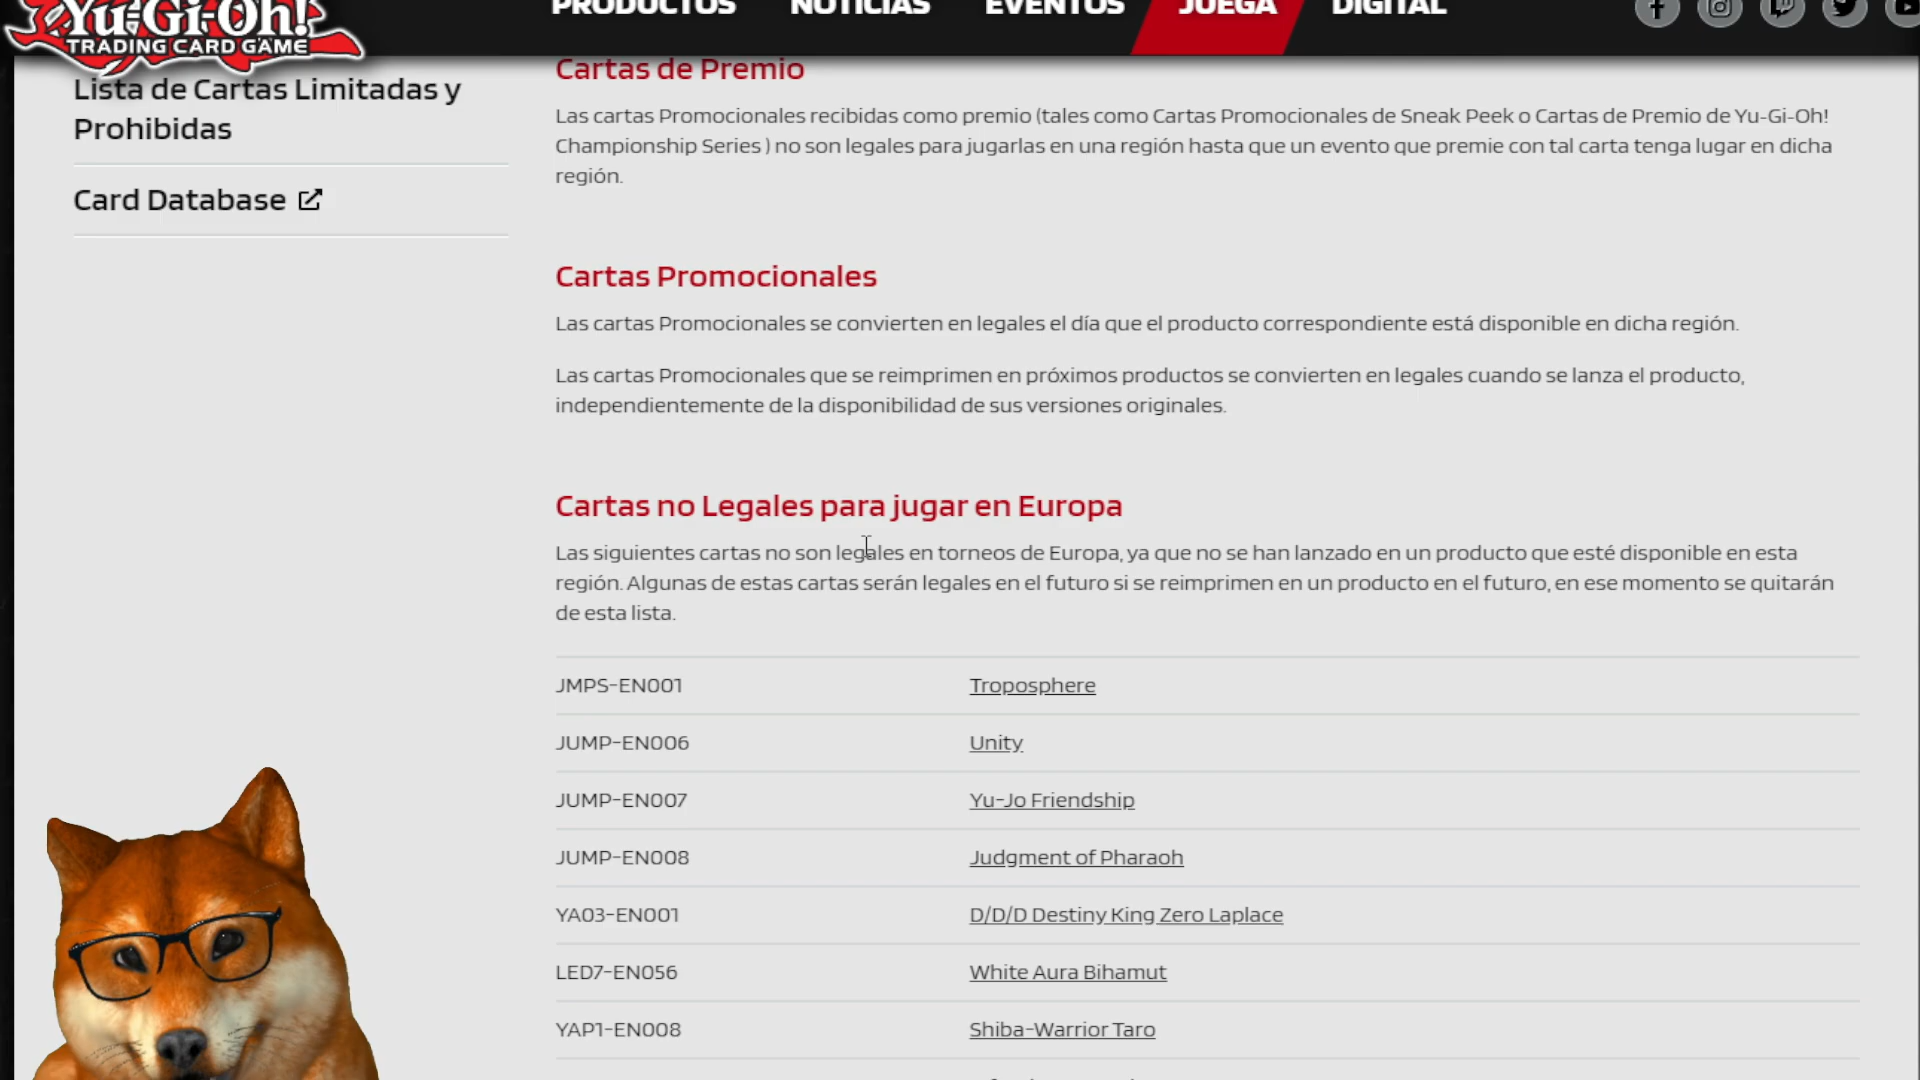 PRODUCTOS NOTICIAS EVENTOS JUEGA DIGITAL
Yu-Gi-Oh!
TRADING CARD GAME
Lista de Cartas Limitadas y
Prohibidas
Card Database
Cartas de Premio
Las cartas Promocionales recibidas como premio (tales como Cartas Promocionales de Sneak Peek o Cartas de Premio de Yu-Gi-Oh!
Championship Series ) no son legales para jugarlas en una región hasta que un evento que premie con tal carta tenga lugar en dicha
región.
Cartas Promocionales
Las cartas Promocionales se convierten en legales el día que el producto correspondiente está disponible en dicha región.
Las cartas Promocionales que se reimprimen en próximos productos se convierten en legales cuando se lanza el producto,
independientemente de la disponibilidad de sus versiones originales.
Cartas no Legales para jugar en Europa
Las siguientes cartas no son legales en torneos de Europa, ya que no se han lanzado en un producto que esté disponible en esta
región. Algunas de estas cartas serán legales en el futuro si se reimprimen en un producto en el futuro, en ese momento se quitarán
de esta lista.
JMPS-EN001 Troposphere
JUMP-EN006 Unity
JUMP-EN007 Yu-Jo Friendship
JUMP-EN008 Judgment of Pharaoh
YA03-EN001 D/D/D Destiny King Zero Laplace
LED7-EN056 White Aura Bihamut
YAP1-EN008 Shiba-Warrior Taro